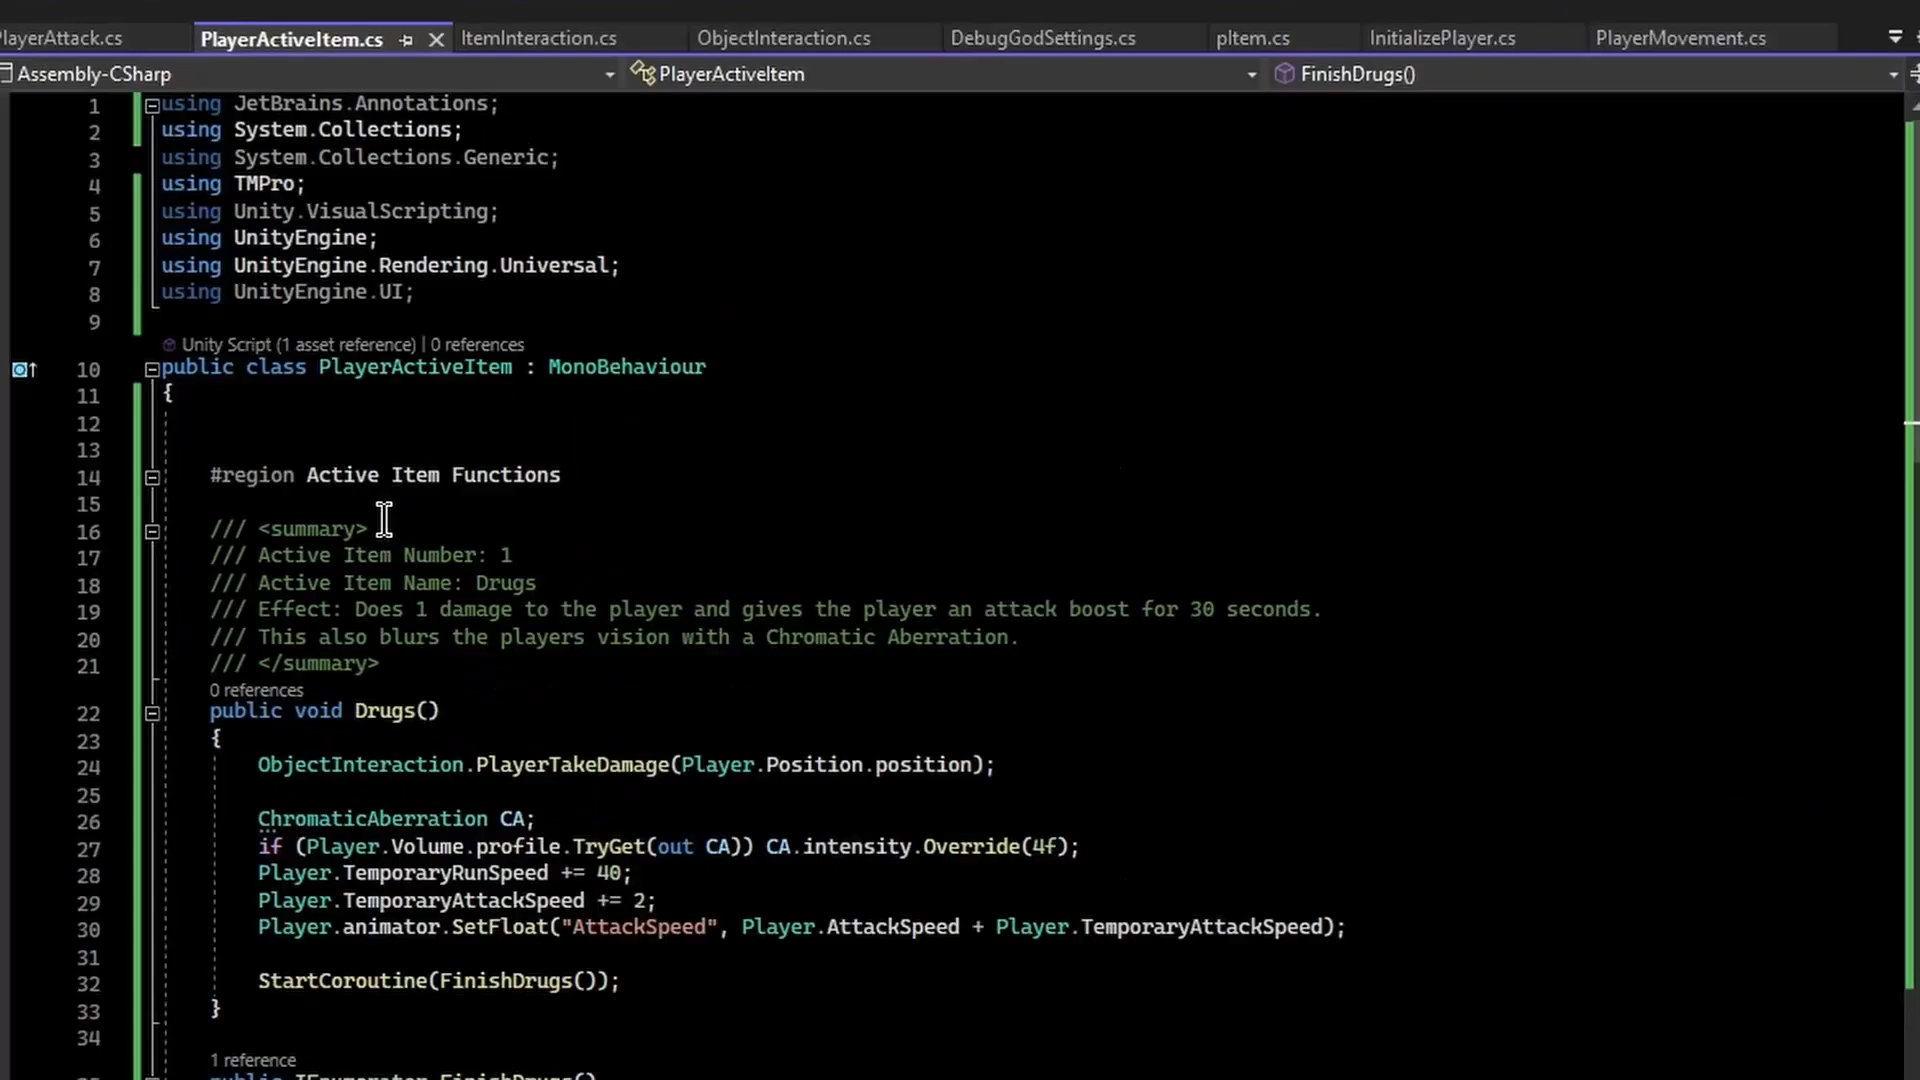 PlayerAttack.cs PlayerActiveItem.cs ItemInteraction.cs ObjectInteraction.cs DebugGodSettings.cs pItem.cs InitializePlayer.cs PlayerMovement.cs
Assembly-CSharp PlayerActiveItem FinishDrugs()
1 using JetBrains.Annotations;
2 using System.Collections;
3 using System.Collections.Generic;
4 using TMPro;
5 using Unity.VisualScripting;
6 using UnityEngine;
7 using UnityEngine.Rendering.Universal;
8 using UnityEngine.UI;
9
Unity Script (1 asset reference) | 0 references
10 public class PlayerActiveItem : MonoBehaviour
11 {
12
13
14 #region Active Item Functions
15
16 /// <summary>
17 /// Active Item Number: 1
18 /// Active Item Name: Drugs
19 /// Effect: Does 1 damage to the player and gives the player an attack boost for 30 seconds.
20 /// This also blurs the players vision with a Chromatic Aberration.
21 /// </summary>
0 references
22 public void Drugs()
23 {
24 ObjectInteraction.PlayerTakeDamage(Player.Position.position);
25
26 ChromaticAberration CA;
27 if (Player.Volume.profile.TryGet(out CA)) CA.intensity.Override(4f);
28 Player.TemporaryRunSpeed += 40;
29 Player.TemporaryAttackSpeed += 2;
30 Player.animator.SetFloat("AttackSpeed", Player.AttackSpeed + Player.TemporaryAttackSpeed);
31
32 StartCoroutine(FinishDrugs());
33 }
34
1 reference
public IEnumerator FinishDrugs()